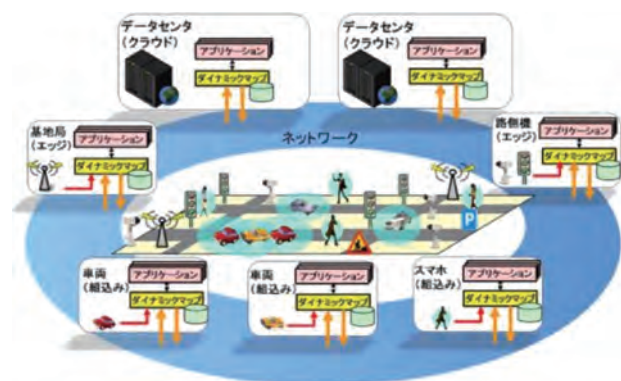 データセンタ
(クラウド)
アプリケーション
ダイナミックマップ
データセンタ
(クラウド)
アプリケーション
ダイナミックマップ
基地局
(エッジ)
アプリケーション
ダイナミックマップ
ネットワーク
路側機
(エッジ)
アプリケーション
ダイナミックマップ
P
車両
(組込み)
アプリケーション
ダイナミックマップ
車両
(組込み)
アプリケーション
ダイナミックマップ
スマホ
(組込み)
アプリケーション
ダイナミックマップ